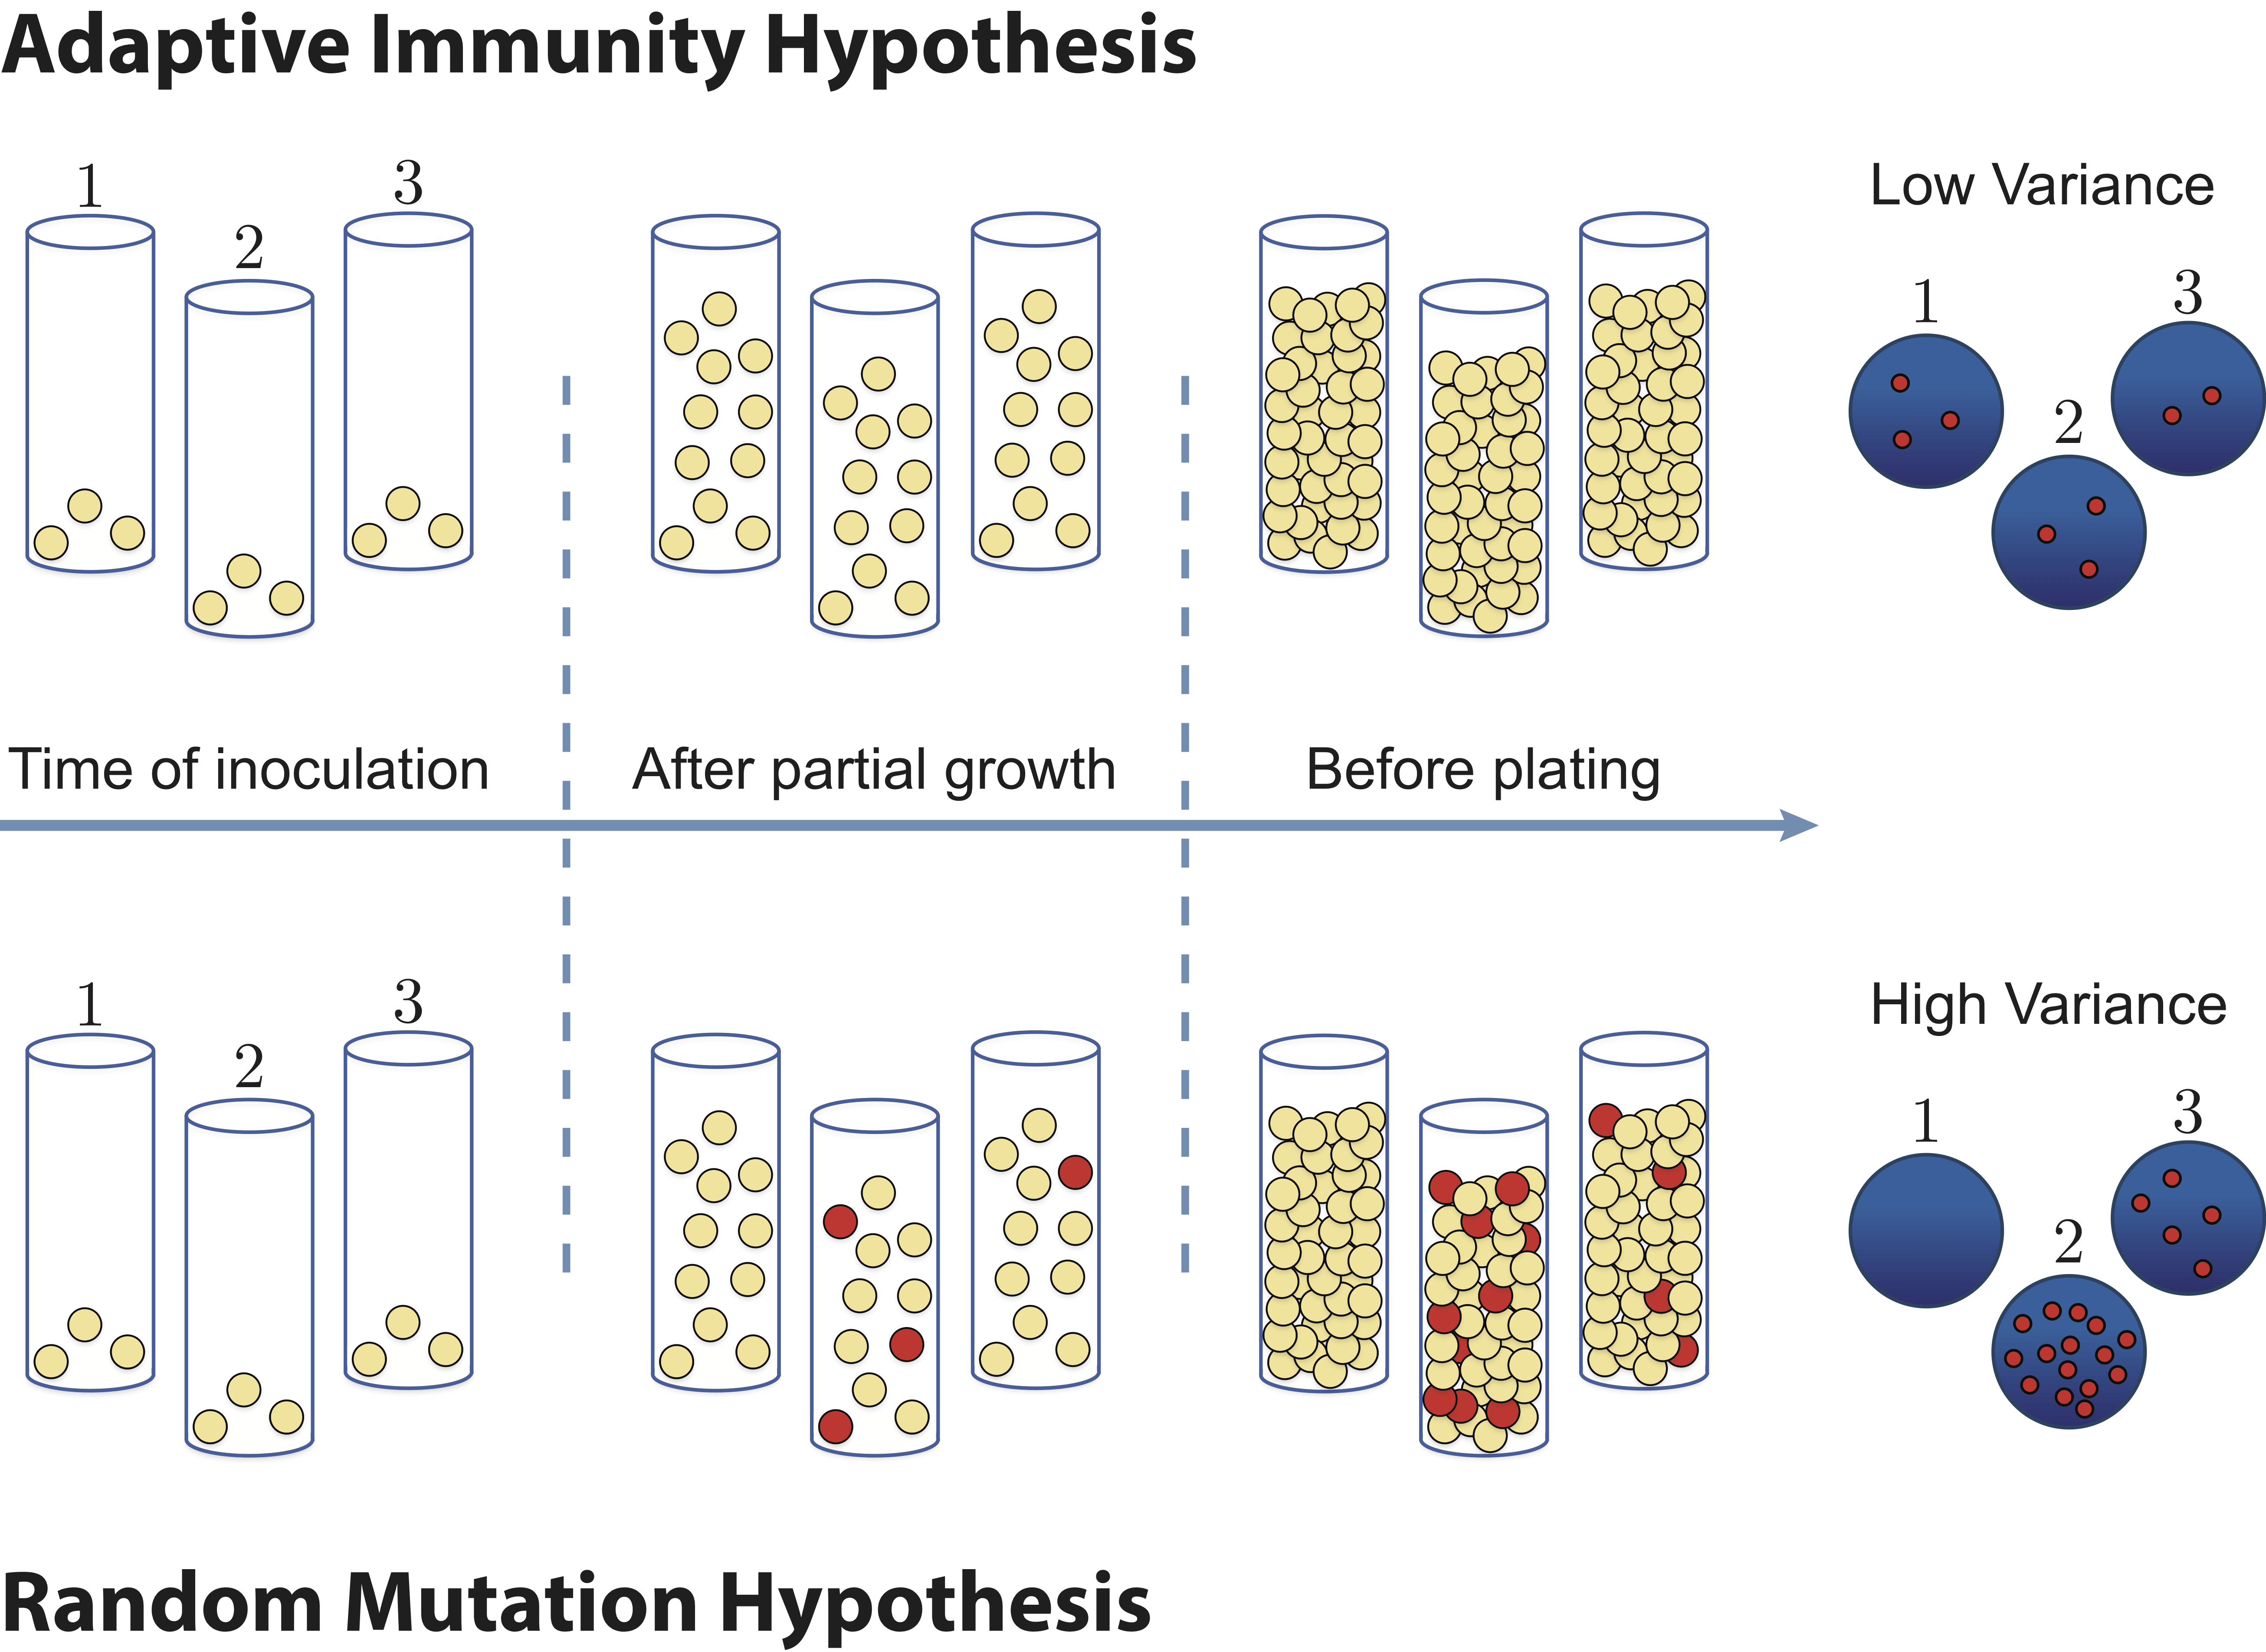 Adaptive Immunity Hypothesis
1
2
3
Low Variance
1
2
3
Time of inoculation
After partial growth
Before plating
1
2
3
High Variance
1
2
3
Random Mutation Hypothesis